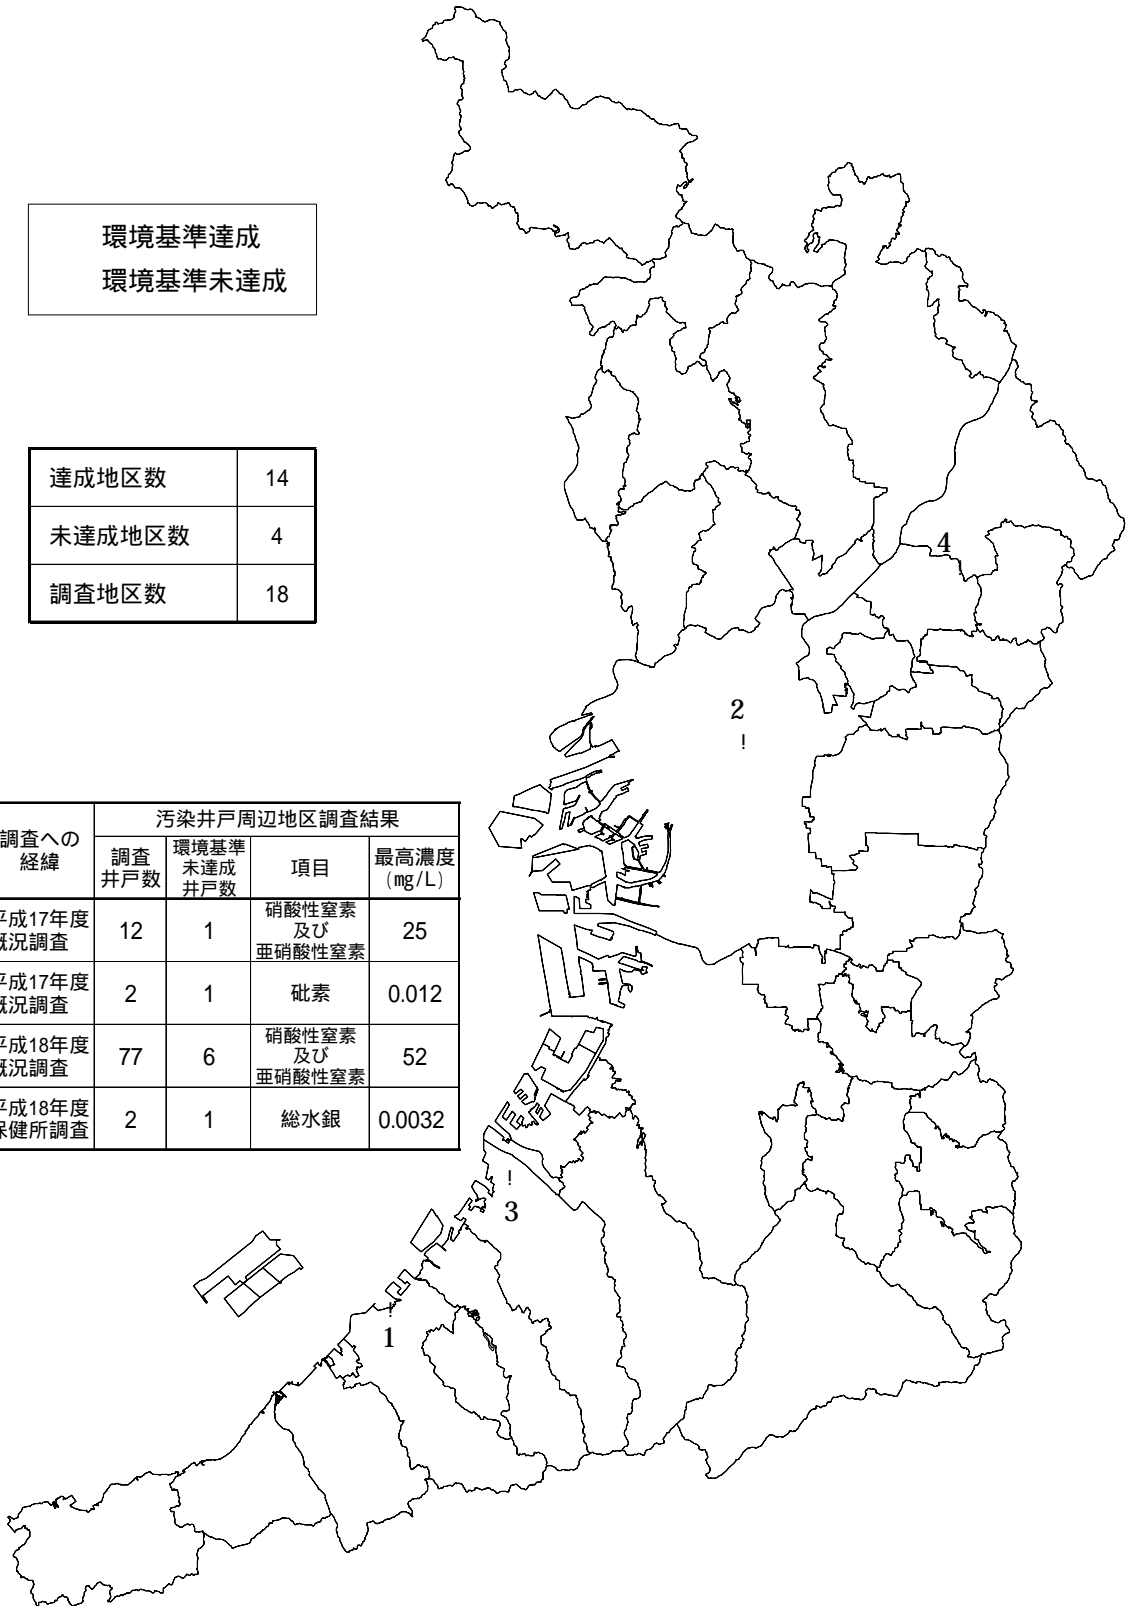 環境基準達成
環境基準未達成
達成地区数 14
未達成地区数 4
調査地区数 18
調査への
経緯
汚染井戸周辺地区調査結果
調査
井戸数
環境基準
未達成
井戸数
項目
最高濃度
(mg/L)
平成17年度
概況調査
12
1
硝酸性窒素
及び
亜硝酸性窒素
25
平成17年度
概況調査
2
1
砒素
0.012
平成18年度
概況調査
77
6
硝酸性窒素
及び
亜硝酸性窒素
52
平成18年度
保健所調査
2
1
総水銀
0.0032
4
2
!
!
3
!
1